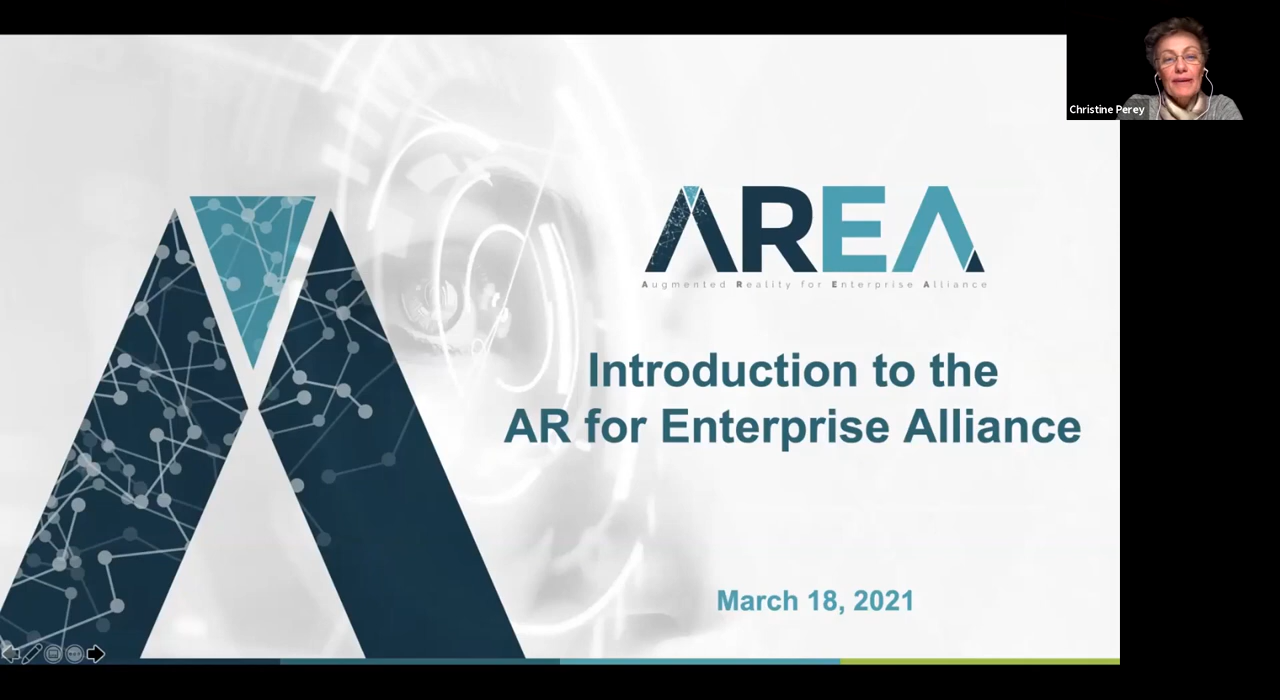 Christine Perey
AREA
Augmented Reality for Enterprise Alliance
Introduction to the
AR for Enterprise Alliance
March 18, 2021